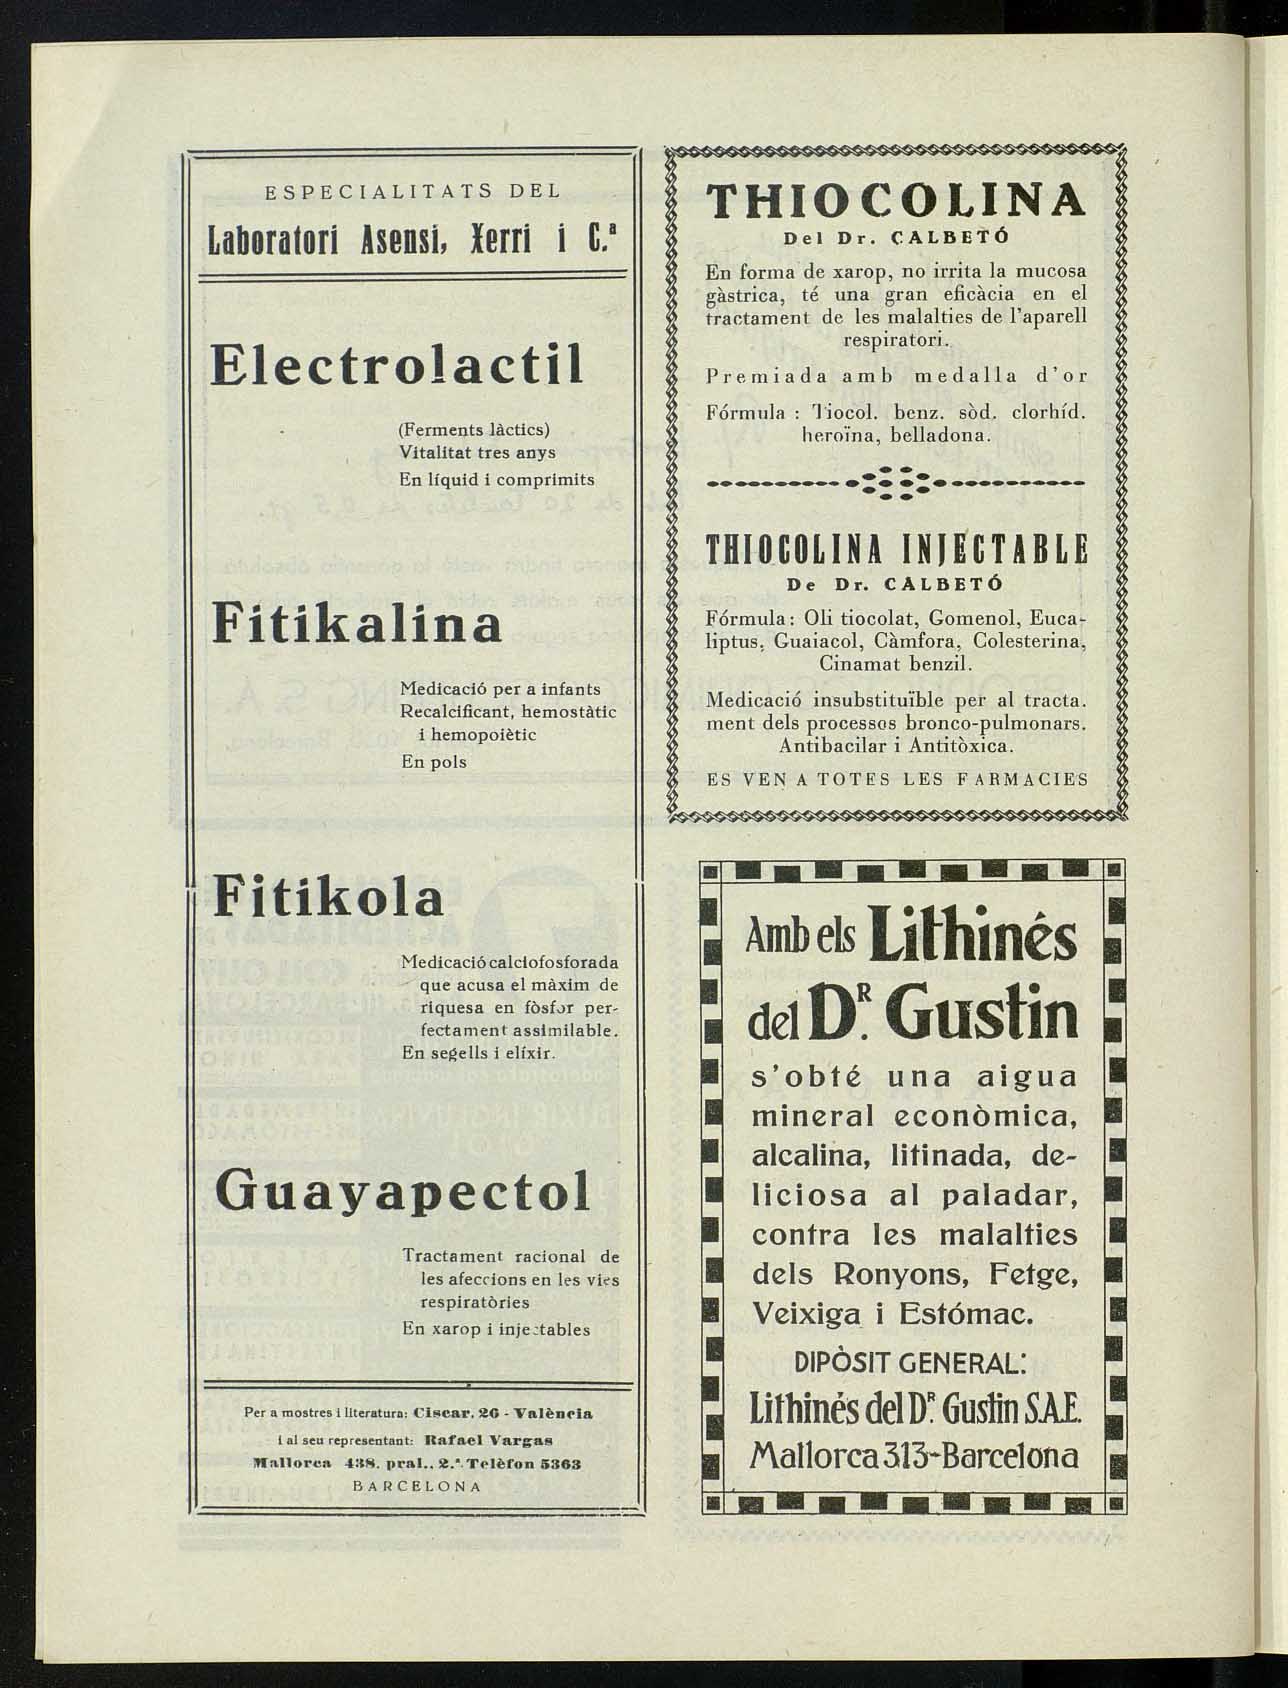 ESPECIALITATS DEL
Laboratori Asensi, Xerri i C.ª
Electrolactil
(Ferments làctics)
Vitalitat tres anys
En líquid i comprimits
Fitikalina
Medicació per a infants
Recalcificant, hemostàtic
i hemopoiètic
En pols
Fitikola
Medicació calciofosforada
que acusa el màxim de
riquesa en fòsfor per-
fectament assimilable.
En segells i elíxir.
Guayapectol
Tractament racional de
les afeccions en les vies
respiratòries
En xarop i injectables
Per a mostres i literatura: Ciscar, 26 - València
i al seu representant: Rafael Vargas
Mallorca 438, pral., 2.ª Telèfon 5363
BARCELONA
THIOCOLINA
Del Dr. CALBETÓ
En forma de xarop, no irrita la mucosa
gàstrica, té una gran eficàcia en el
tractament de les malalties de l'aparell
respiratori.
Premiada amb medalla d'or
Fórmula : Tiocol. benz. sòd. clorhíd.
heroïna, belladona.
THIOCOLINA INJECTABLE
De Dr. CALBETÓ
Fórmula: Oli tiocolat, Gomenol, Euca-
liptus, Guaiacol, Càmfora, Colesterina,
Cinamat benzil.
Medicació insubstituïble per al tracta.
ment dels processos bronco-pulmonars.
Antibacilar i Antitòxica.
ES VEN A TOTES LES FARMACIES
Amb els Lithinés
del Dr. Gustin
s'obté una aigua
mineral econòmica,
alcalina, litinada, de-
liciosa al paladar,
contra les malalties
dels Ronyons, Fetge,
Veixiga i Estómac.
DIPÒSIT GENERAL:
Lithinés del Dr. Gustin S.A.E.
Mallorca 313-Barcelona